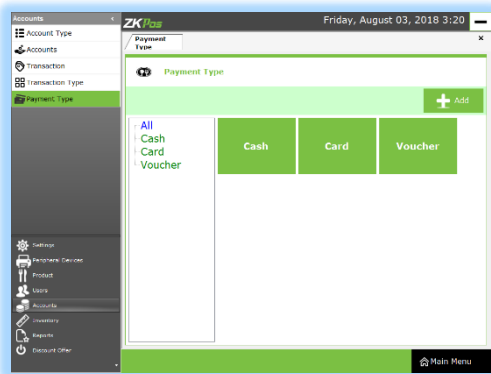 Accounts
Account Type
Accounts
Transaction
Transaction Type
Payment Type
Settings
Peripheral Devices
Product
Users
Accounts
Inventory
Reports
Discount Offer
ZKPos
Friday, August 03, 2018 3:20
Payment
Type
x
Payment Type
Add
All
Cash
Card
Voucher
Cash
Card
Voucher
Main Menu